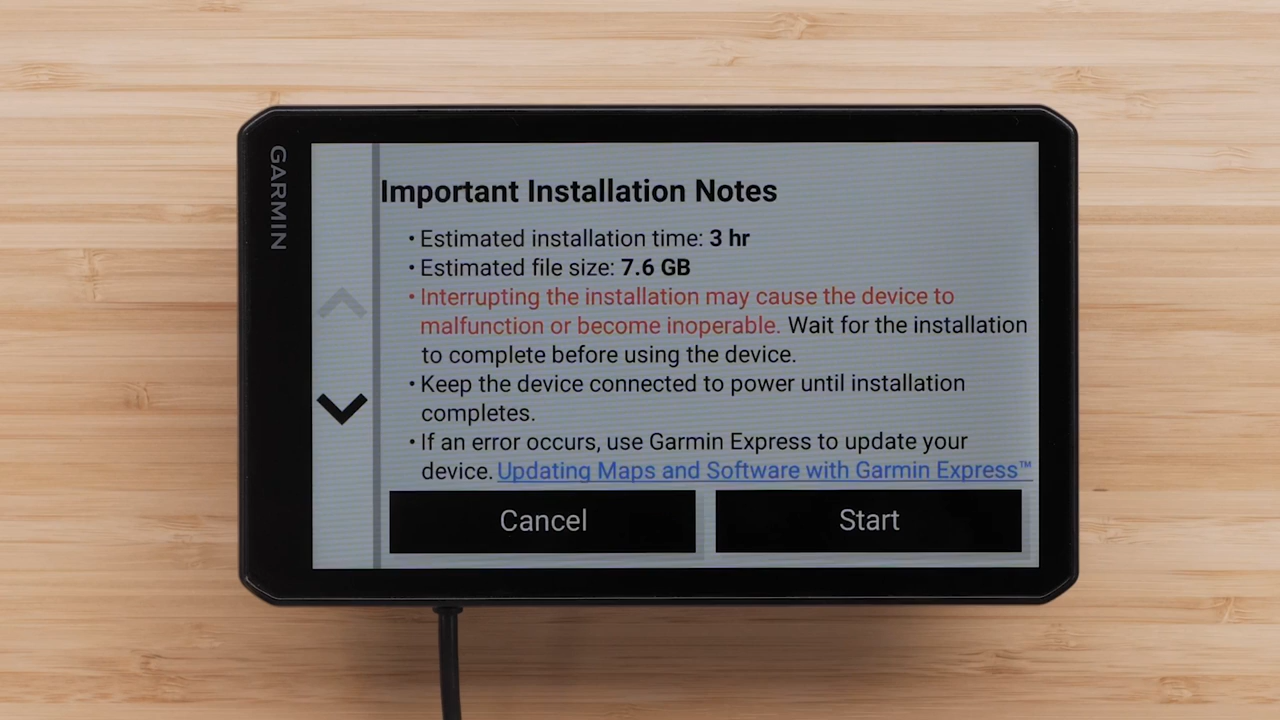 GARMIN
Important Installation Notes
• Estimated installation time: 3 hr
• Estimated file size: 7.6 GB
• Interrupting the installation may cause the device to
malfunction or become inoperable. Wait for the installation
to complete before using the device.
• Keep the device connected to power until installation
completes.
• If an error occurs, use Garmin Express to update your
device. Updating Maps and Software with Garmin Express™
Cancel
Start